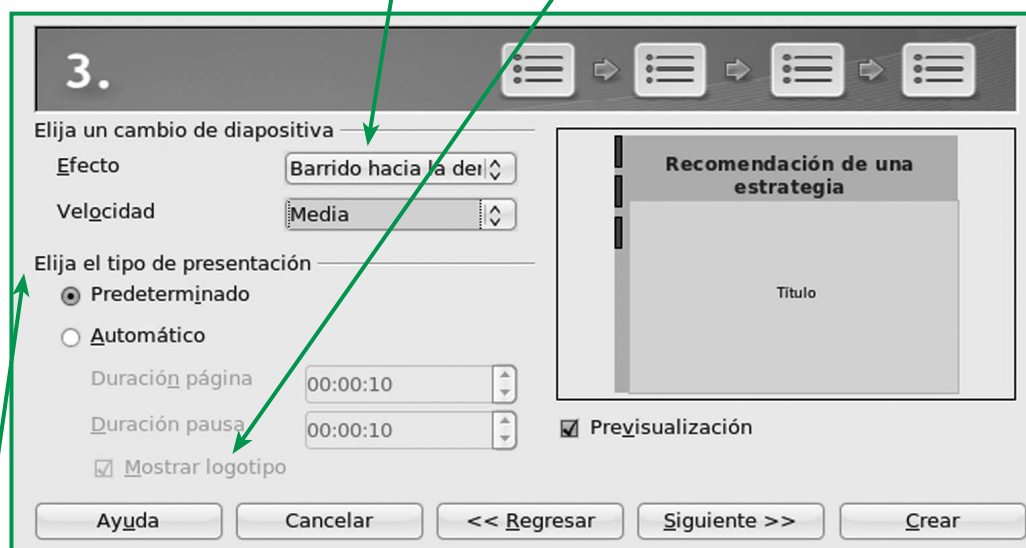 3.
Elija un cambio de diapositiva
Efecto
Barrido hacia la der
Velocidad
Media
Elija el tipo de presentación
Predeterminado
Automático
Duración página
00:00:10
Duración pausa
00:00:10
Mostrar logotipo
Recomendación de una
estrategia
Título
Previsualización
Ayuda
Cancelar
<< Regresar
Siguiente >>
Crear